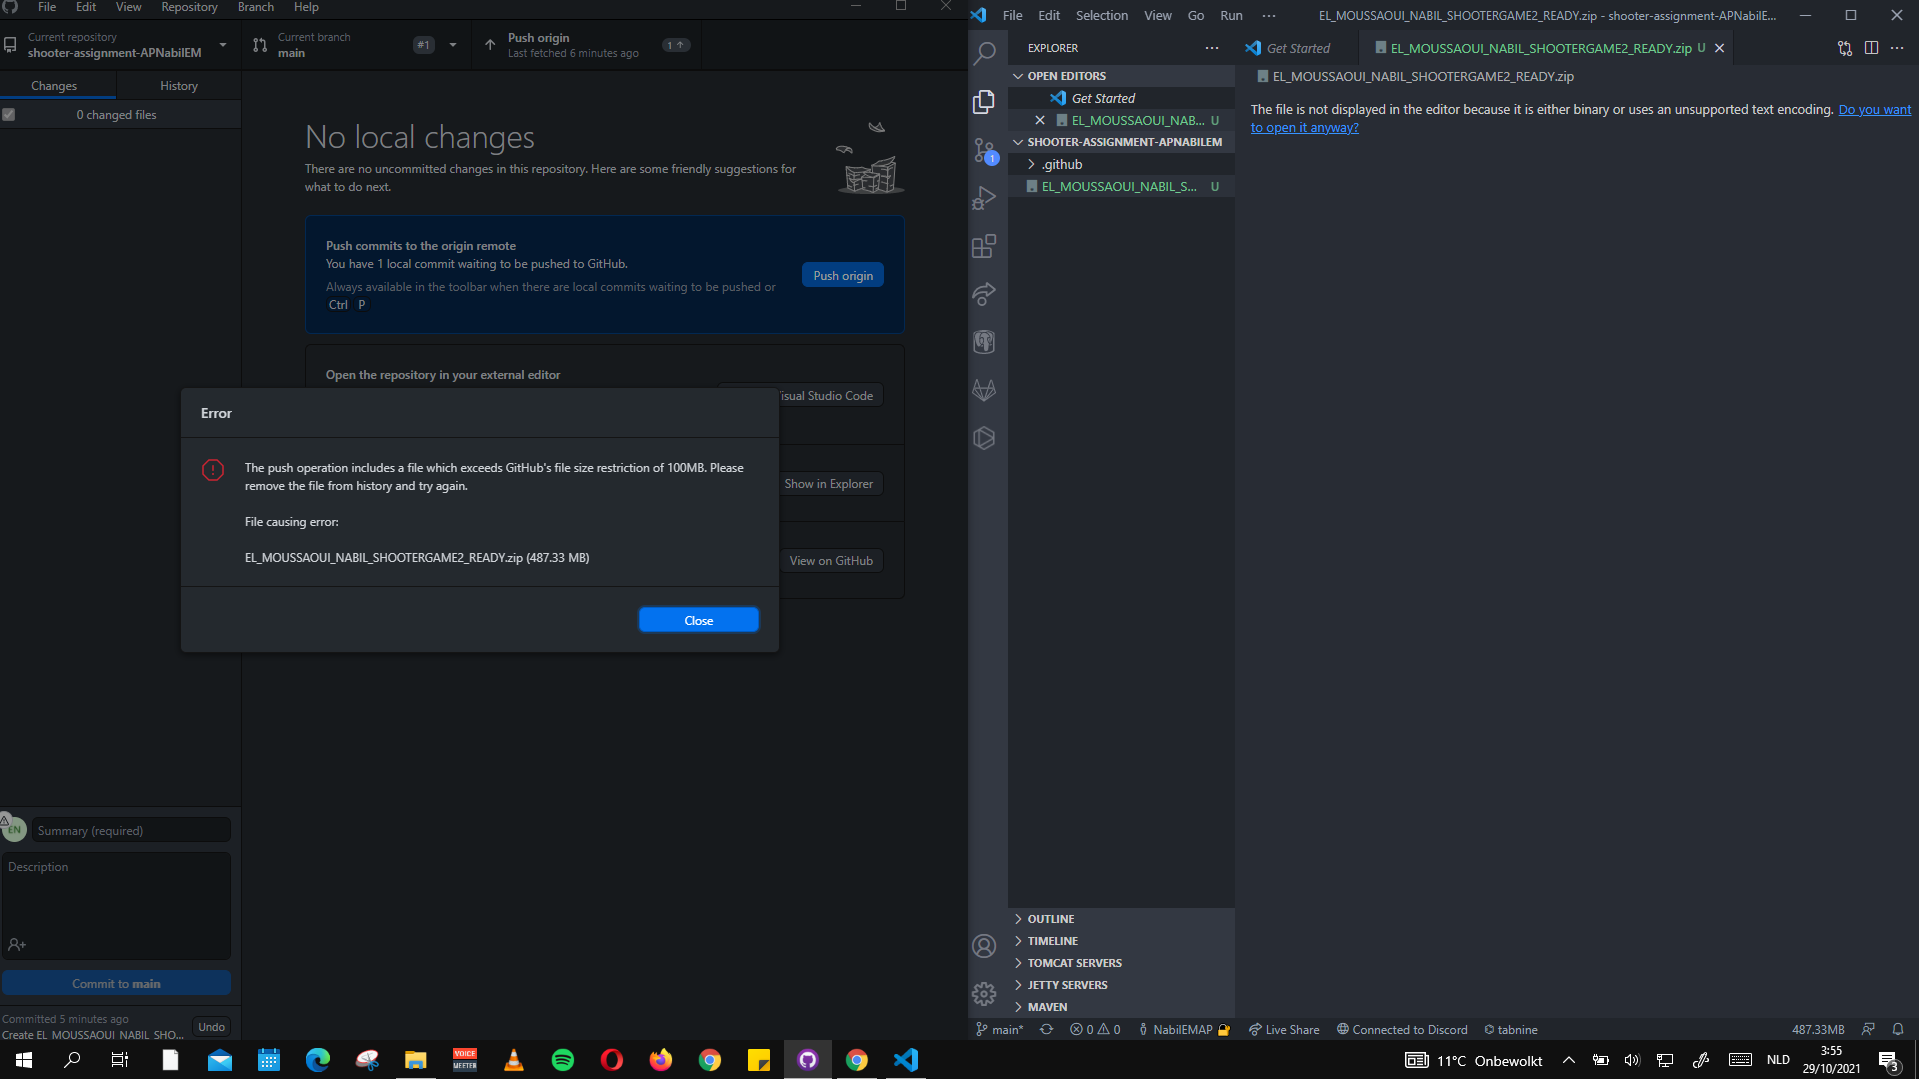 File Edit View Repository Branch Help
Current repository
shooter-assignment-APNabilEM
Current branch
main
#1
Push origin
Last fetched 6 minutes ago
1
Changes
History
0 changed files
No local changes
There are no uncommitted changes in this repository. Here are some friendly suggestions for
what to do next.
Push commits to the origin remote
You have 1 local commit waiting to be pushed to GitHub.
Always available in the toolbar when there are local commits waiting to be pushed or
Ctrl P
Push origin
Open the repository in your external editor
isual Studio Code
Show in Explorer
View on GitHub
Error
The push operation includes a file which exceeds GitHub's file size restriction of 100MB. Please
remove the file from history and try again.
File causing error:
EL_MOUSSAOUI_NABIL_SHOOTERGAME2_READY.zip (487.33 MB)
Close
EN
Summary (required)
Description
Commit to main
Committed 5 minutes ago
Create EL_MOUSSAOUI_NABIL_SHO...
Undo
File Edit Selection View Go Run ···
EL_MOUSSAOUI_NABIL_SHOOTERGAME2_READY.zip - shooter-assignment-APNabilE...
EXPLORER
OPEN EDITORS
Get Started
EL_MOUSSAOUI_NAB... U
SHOOTER-ASSIGNMENT-APNABILEM
.github
EL_MOUSSAOUI_NABIL_S... U
1
Get Started
EL_MOUSSAOUI_NABIL_SHOOTERGAME2_READY.zip U
EL_MOUSSAOUI_NABIL_SHOOTERGAME2_READY.zip
The file is not displayed in the editor because it is either binary or uses an unsupported text encoding. Do you want
to open it anyway?
OUTLINE
TIMELINE
TOMCAT SERVERS
JETTY SERVERS
MAVEN
main* 0 0 NabilEMAP Live Share Connected to Discord tabnine 487.33MB
VOICE
MEETER
11°C Onbewolkt
NLD
3:55
29/10/2021
3